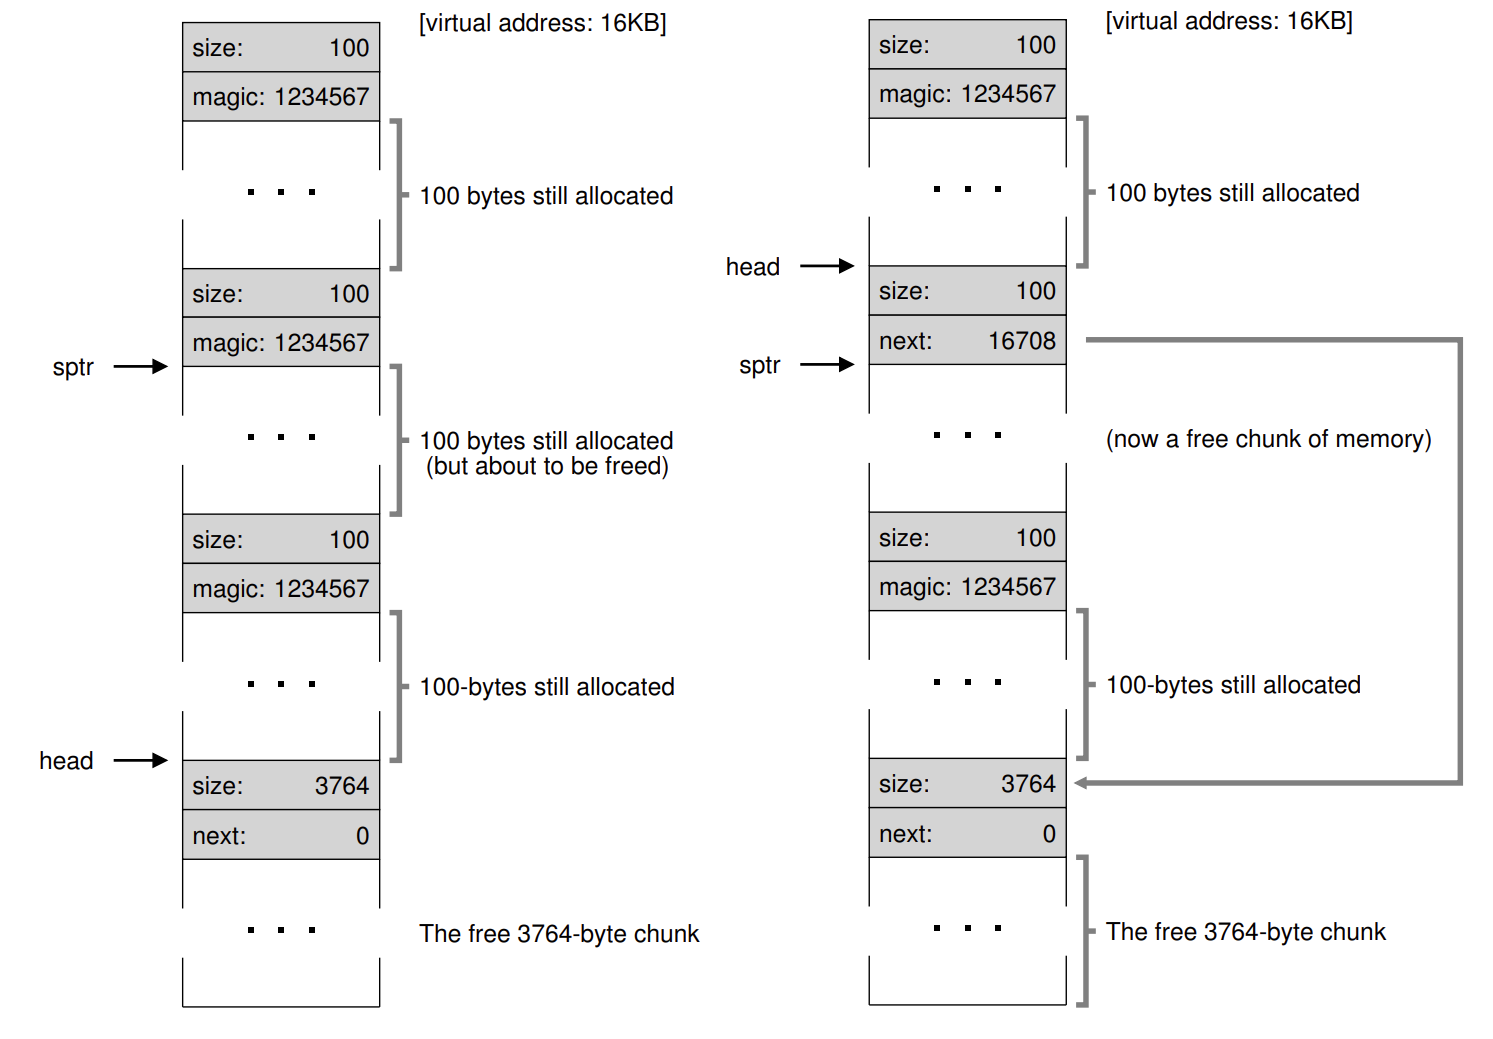 [virtual address: 16KB]
size: 100
magic: 1234567
. . .
100 bytes still allocated
size: 100
magic: 1234567
sptr
. . .
100 bytes still allocated
(but about to be freed)
size: 100
magic: 1234567
. . .
100-bytes still allocated
head
size: 3764
next: 0
. . .
The free 3764-byte chunk
[virtual address: 16KB]
size: 100
magic: 1234567
. . .
100 bytes still allocated
head
size: 100
next: 16708
sptr
. . .
(now a free chunk of memory)
size: 100
magic: 1234567
. . .
100-bytes still allocated
size: 3764
next: 0
. . .
The free 3764-byte chunk